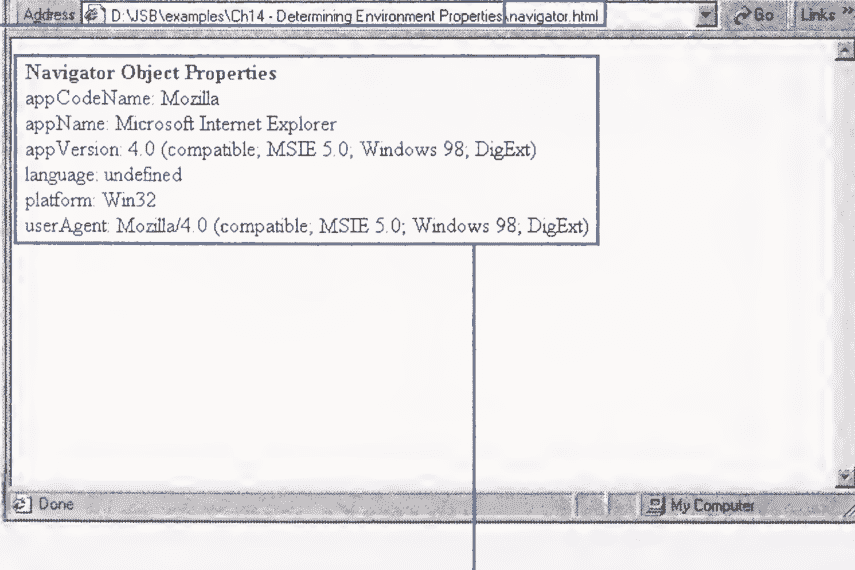 Address D:\JSB\examples\Ch14 - Determining Environment Properties\navigator.html Go Links »
Navigator Object Properties
appCodeName: Mozilla
appName: Microsoft Internet Explorer
appVersion: 4.0 (compatible; MSIE 5.0; Windows 98; DigExt)
language: undefined
platform: Win32
userAgent: Mozilla/4.0 (compatible; MSIE 5.0; Windows 98; DigExt)
Done My Computer